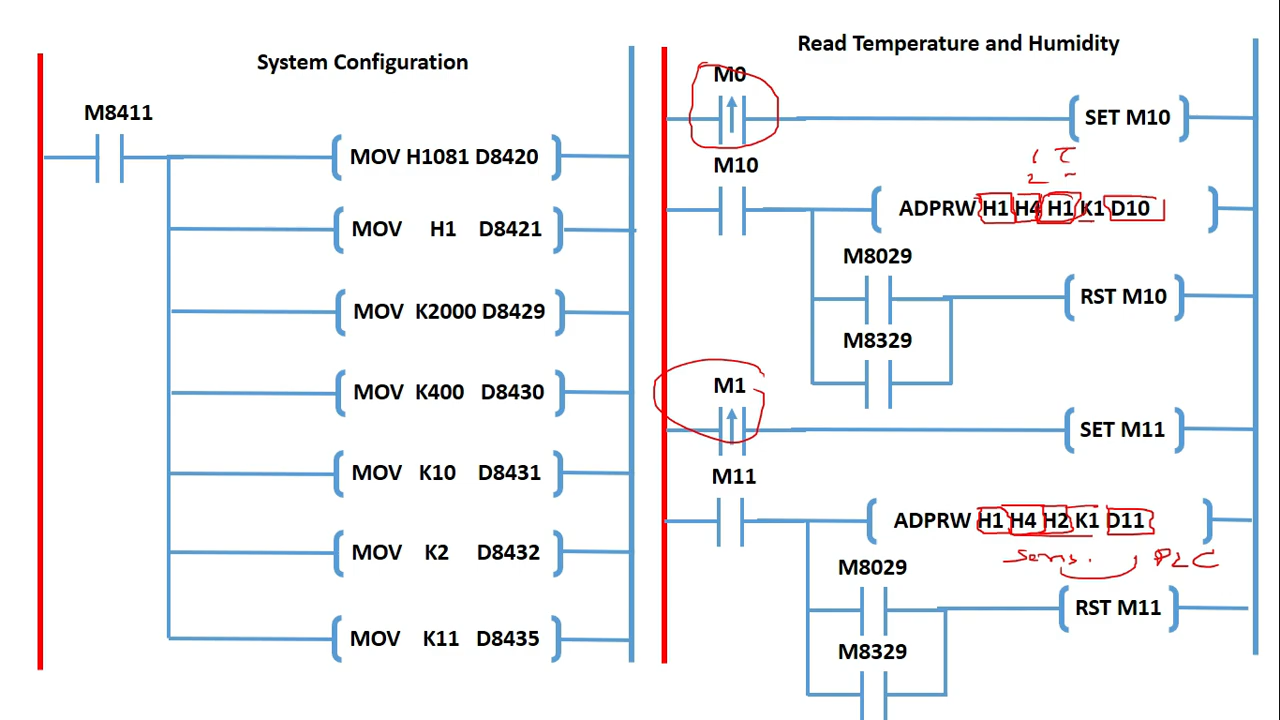 System Configuration
M8411
MOV H1081 D8420
MOV H1 D8421
MOV K2000 D8429
MOV K400 D8430
MOV K10 D8431
MOV K2 D8432
MOV K11 D8435
Read Temperature and Humidity
M0
SET M10
M10
ADPRW H1 H4 H1 K1 D10
M8029
RST M10
M8329
M1
SET M11
M11
ADPRW H1 H4 H2 K1 D11
PLC
M8029
RST M11
M8329